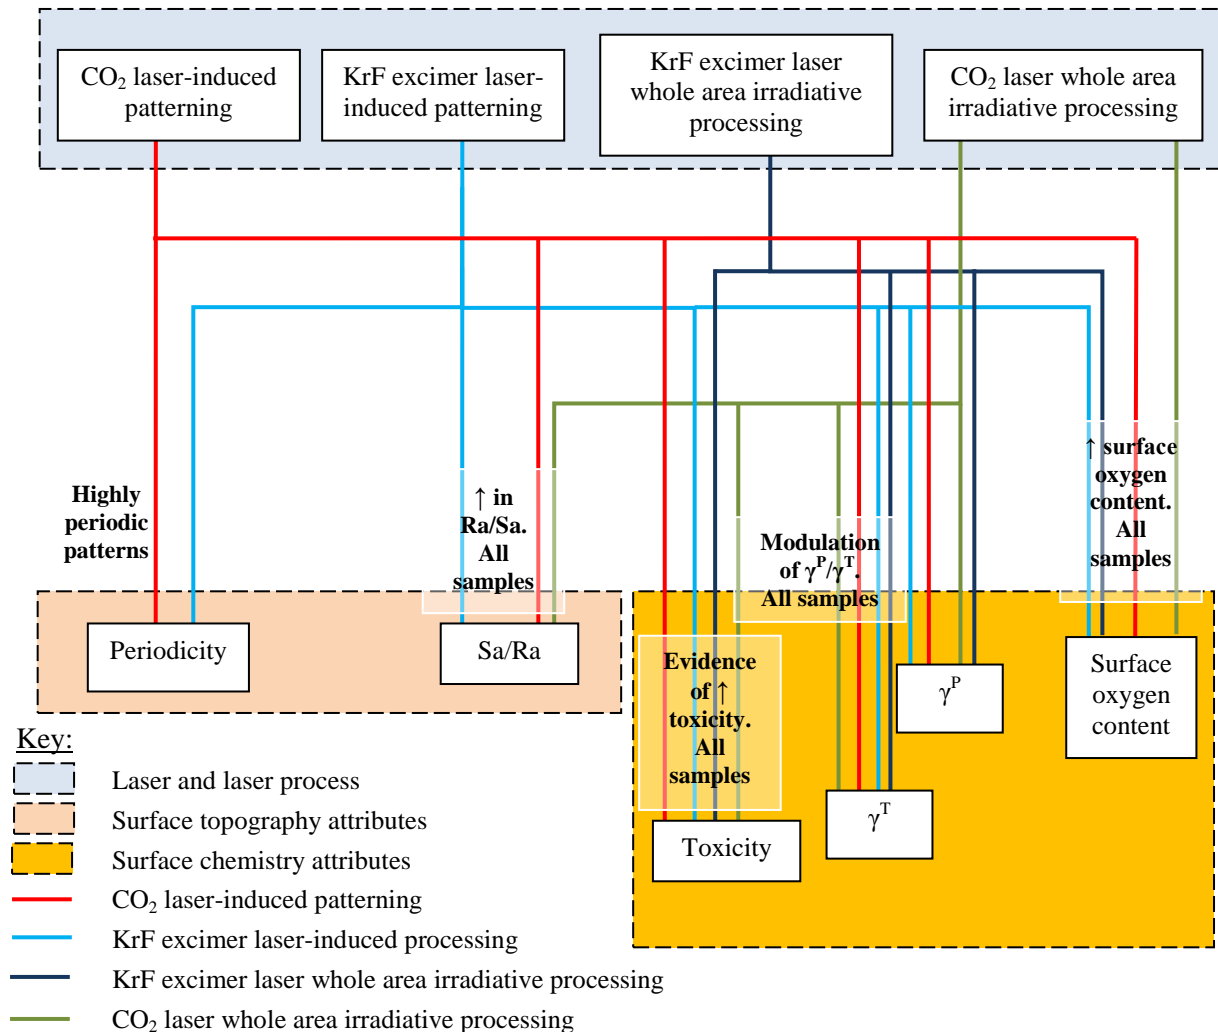 CO₂ laser-induced
patterning
KrF excimer laser-
induced patterning
KrF excimer laser
whole area irradiative
processing
CO₂ laser whole area
irradiative processing
Highly
periodic
patterns
↑ in
Ra/Sa.
All
samples
Modulation
of γᴾ/γᵀ.
All samples
↑ surface
oxygen
content.
All
samples
Periodicity
Sa/Ra
Evidence
of ↑
toxicity.
All
samples
γᴾ
Surface
oxygen
content
γᵀ
Toxicity
Key:
Laser and laser process
Surface topography attributes
Surface chemistry attributes
CO₂ laser-induced patterning
KrF excimer laser-induced processing
KrF excimer laser whole area irradiative processing
CO₂ laser whole area irradiative processing